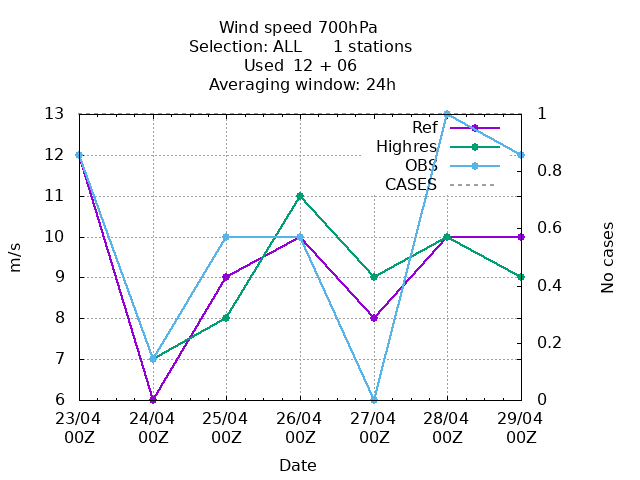 Wind speed 700hPa
Selection: ALL 1 stations
Used 12 + 06
Averaging window: 24h
13 1
Ref
Highres
12
0.8
OBS
CASES
11
10 0.6
9
0.4
8
7 0.2
6 0
m/s
No cases
23/04 24/04 25/04 26/04 27/04 28/04 29/04
00Z 00Z 00Z 00Z 00Z 00Z 00Z
Date